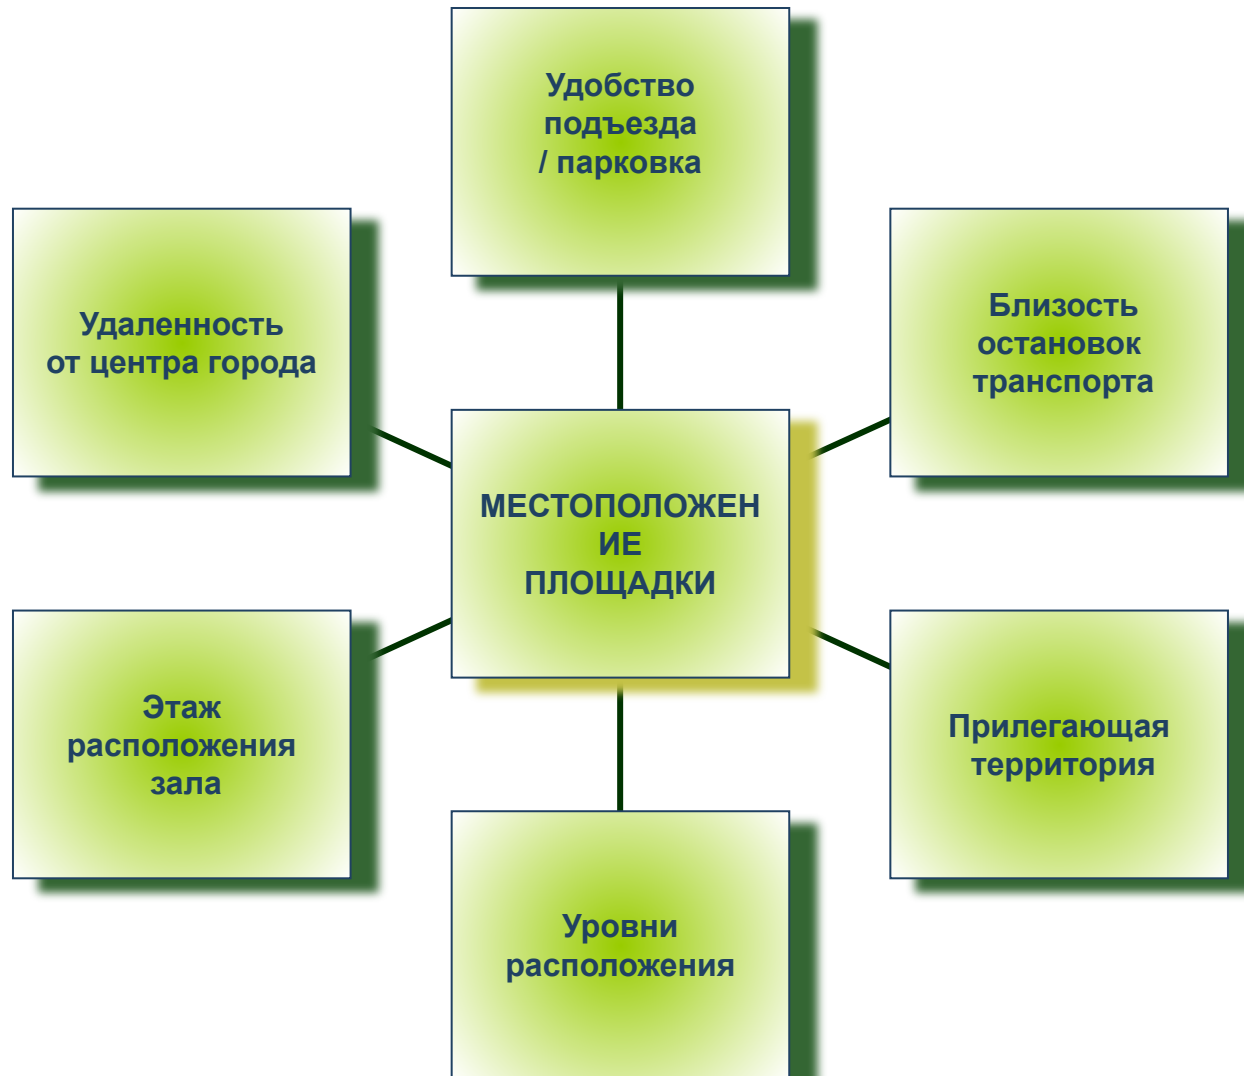 Удобство
подъезда
/ парковка
Удаленность
от центра города
Близость
остановок
транспорта
МЕСТОПОЛОЖЕН
ИЕ
ПЛОЩАДКИ
Этаж
расположения
зала
Прилегающая
территория
Уровни
расположения